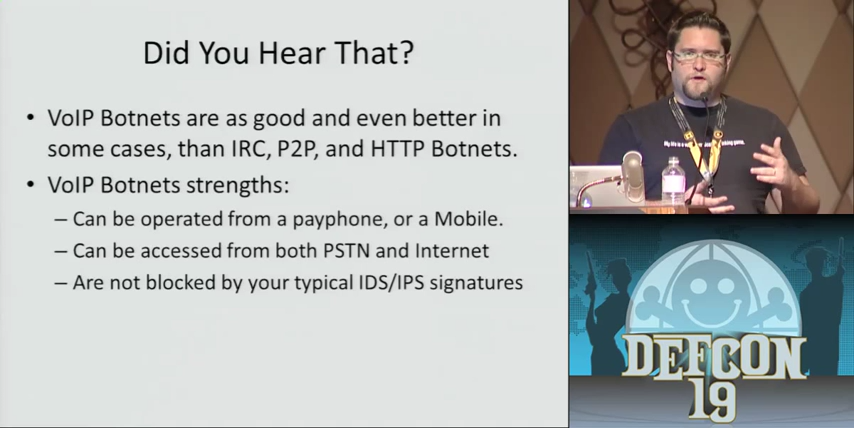 Did You Hear That?
• VoIP Botnets are as good and even better in
some cases, than IRC, P2P, and HTTP Botnets.
• VoIP Botnets strengths:
– Can be operated from a payphone, or a Mobile.
– Can be accessed from both PSTN and Internet
– Are not blocked by your typical IDS/IPS signatures
DEFCON
19